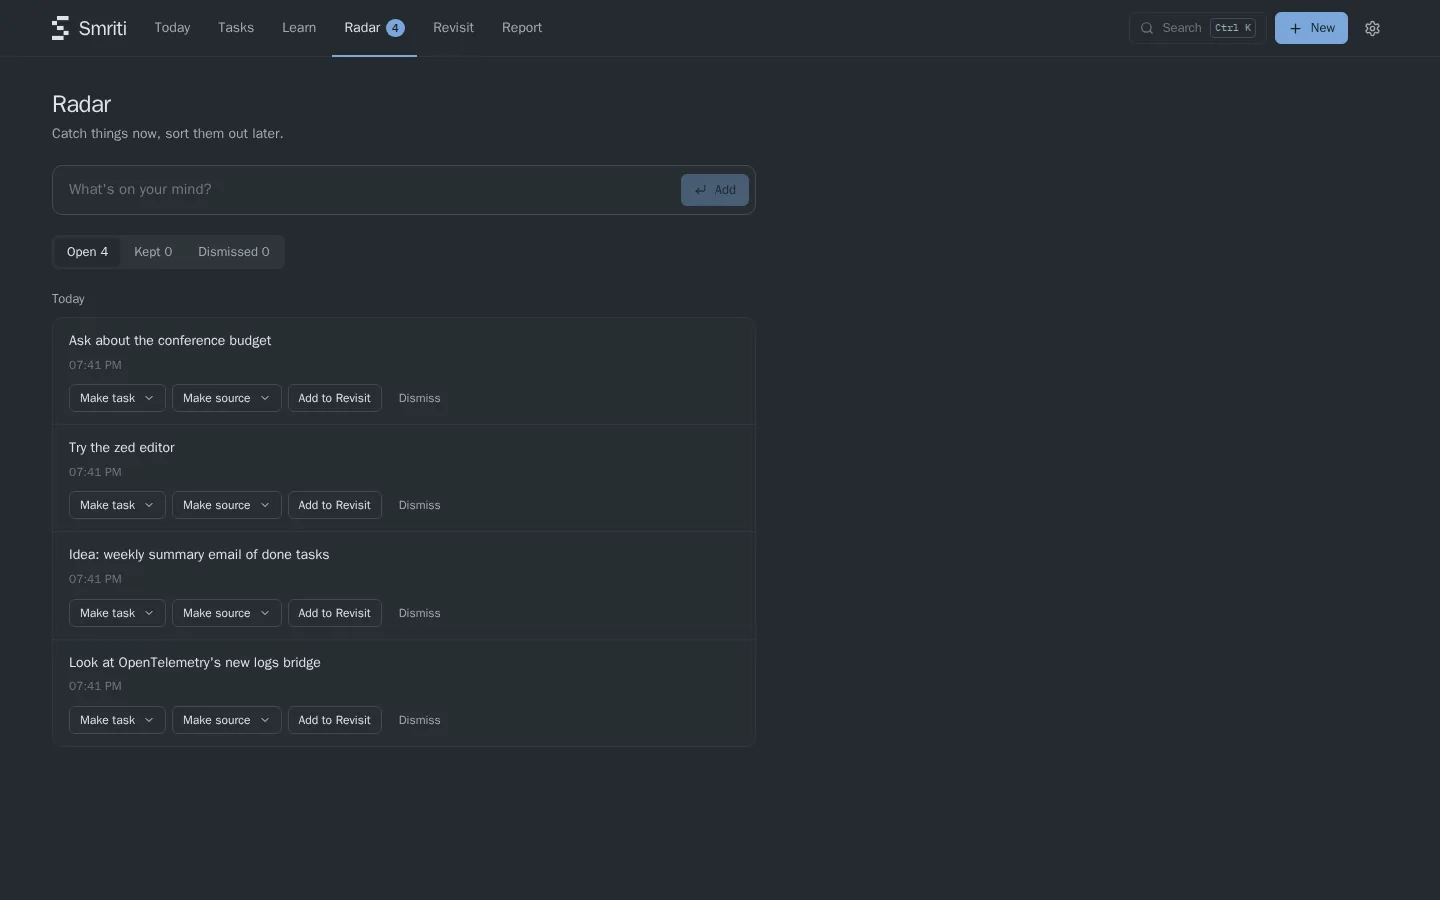 Smriti Today Tasks Learn Radar 4 Revisit Report Search Ctrl K + New
Radar
Catch things now, sort them out later.
What's on your mind? Add
Open 4 Kept 0 Dismissed 0
Today
Ask about the conference budget
07:41 PM
Make task Make source Add to Revisit Dismiss
Try the zed editor
07:41 PM
Make task Make source Add to Revisit Dismiss
Idea: weekly summary email of done tasks
07:41 PM
Make task Make source Add to Revisit Dismiss
Look at OpenTelemetry's new logs bridge
07:41 PM
Make task Make source Add to Revisit Dismiss